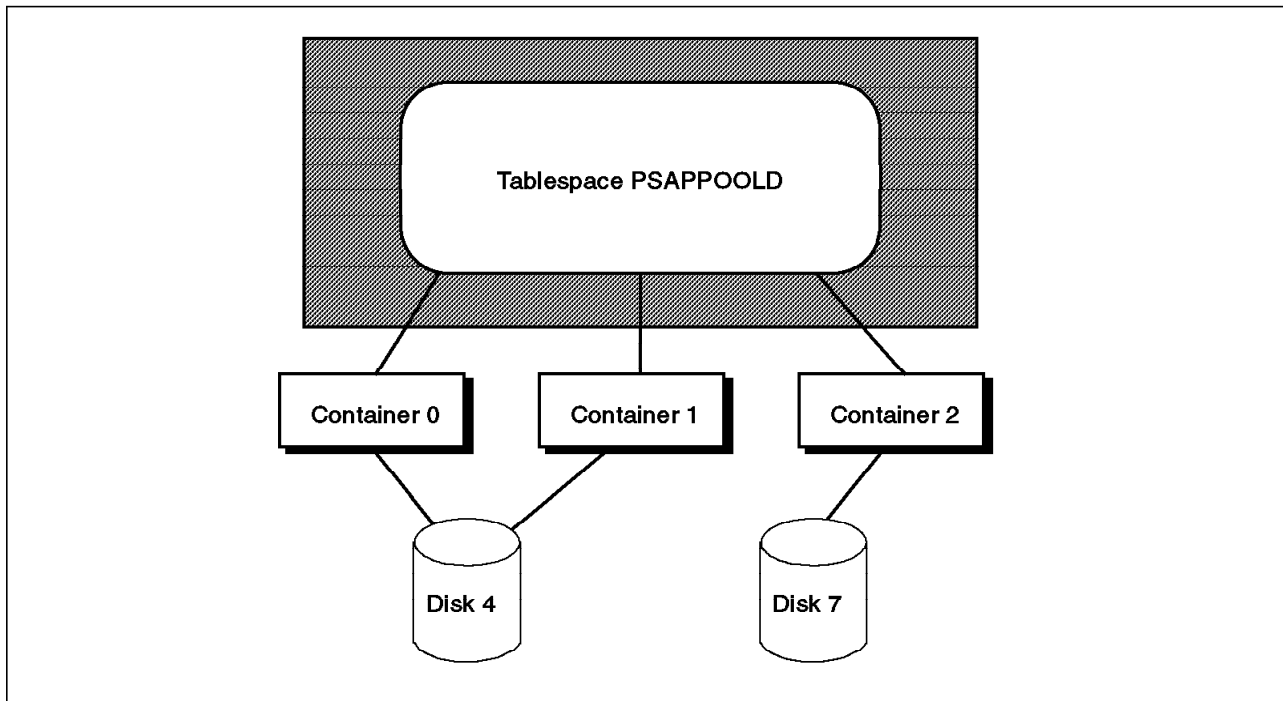 Tablespace PSAPPOOLD
Container 0
Container 1
Container 2
Disk 4
Disk 7